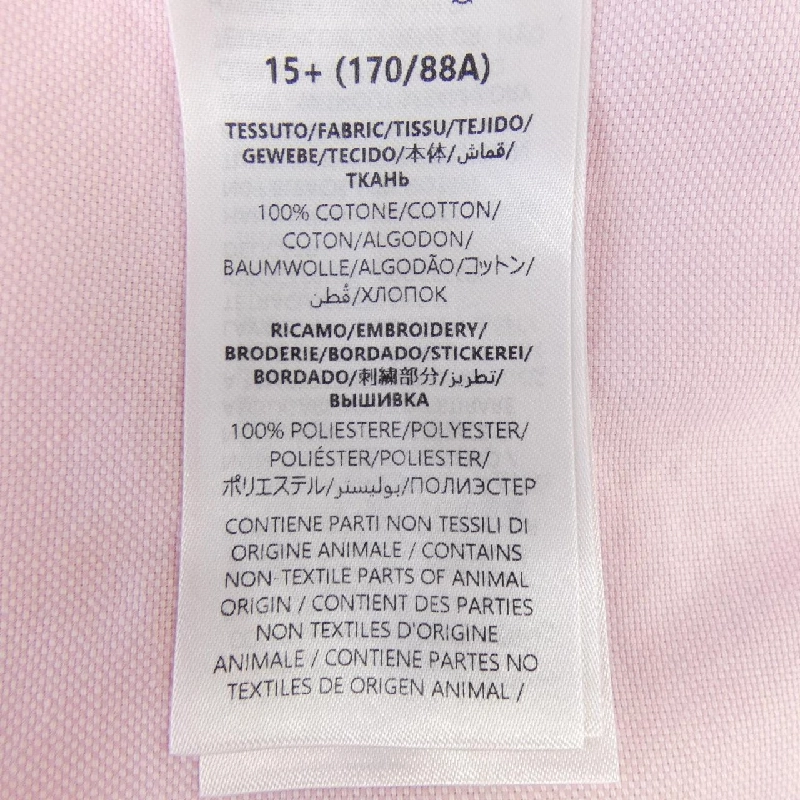 15+ (170/88A)
TESSUTO/FABRIC/TISSU/TEJIDO/
GEWEBE/TECIDO/本体/قماش/
ТКАНЬ
100% COTONE/COTTON/
COTON/ALGODON/
BAUMWOLLE/ALGODÃO/コットン/
قُطن/ХЛОПОК
RICAMO/EMBROIDERY/
BRODERIE/BORDADO/STICKEREI/
BORDADO/刺繍部分/تطريز/
ВЫШИВКА
100% POLIESTERE/POLYESTER/
POLIÉSTER/POLIESTER/
ポリエステル/بوليستر/ПОЛИЭСТЕР
CONTIENE PARTI NON TESSILI DI
ORIGINE ANIMALE / CONTAINS
NON-TEXTILE PARTS OF ANIMAL
ORIGIN / CONTIENT DES PARTIES
NON TEXTILES D'ORIGINE
ANIMALE / CONTIENE PARTES NO
TEXTILES DE ORIGEN ANIMAL /